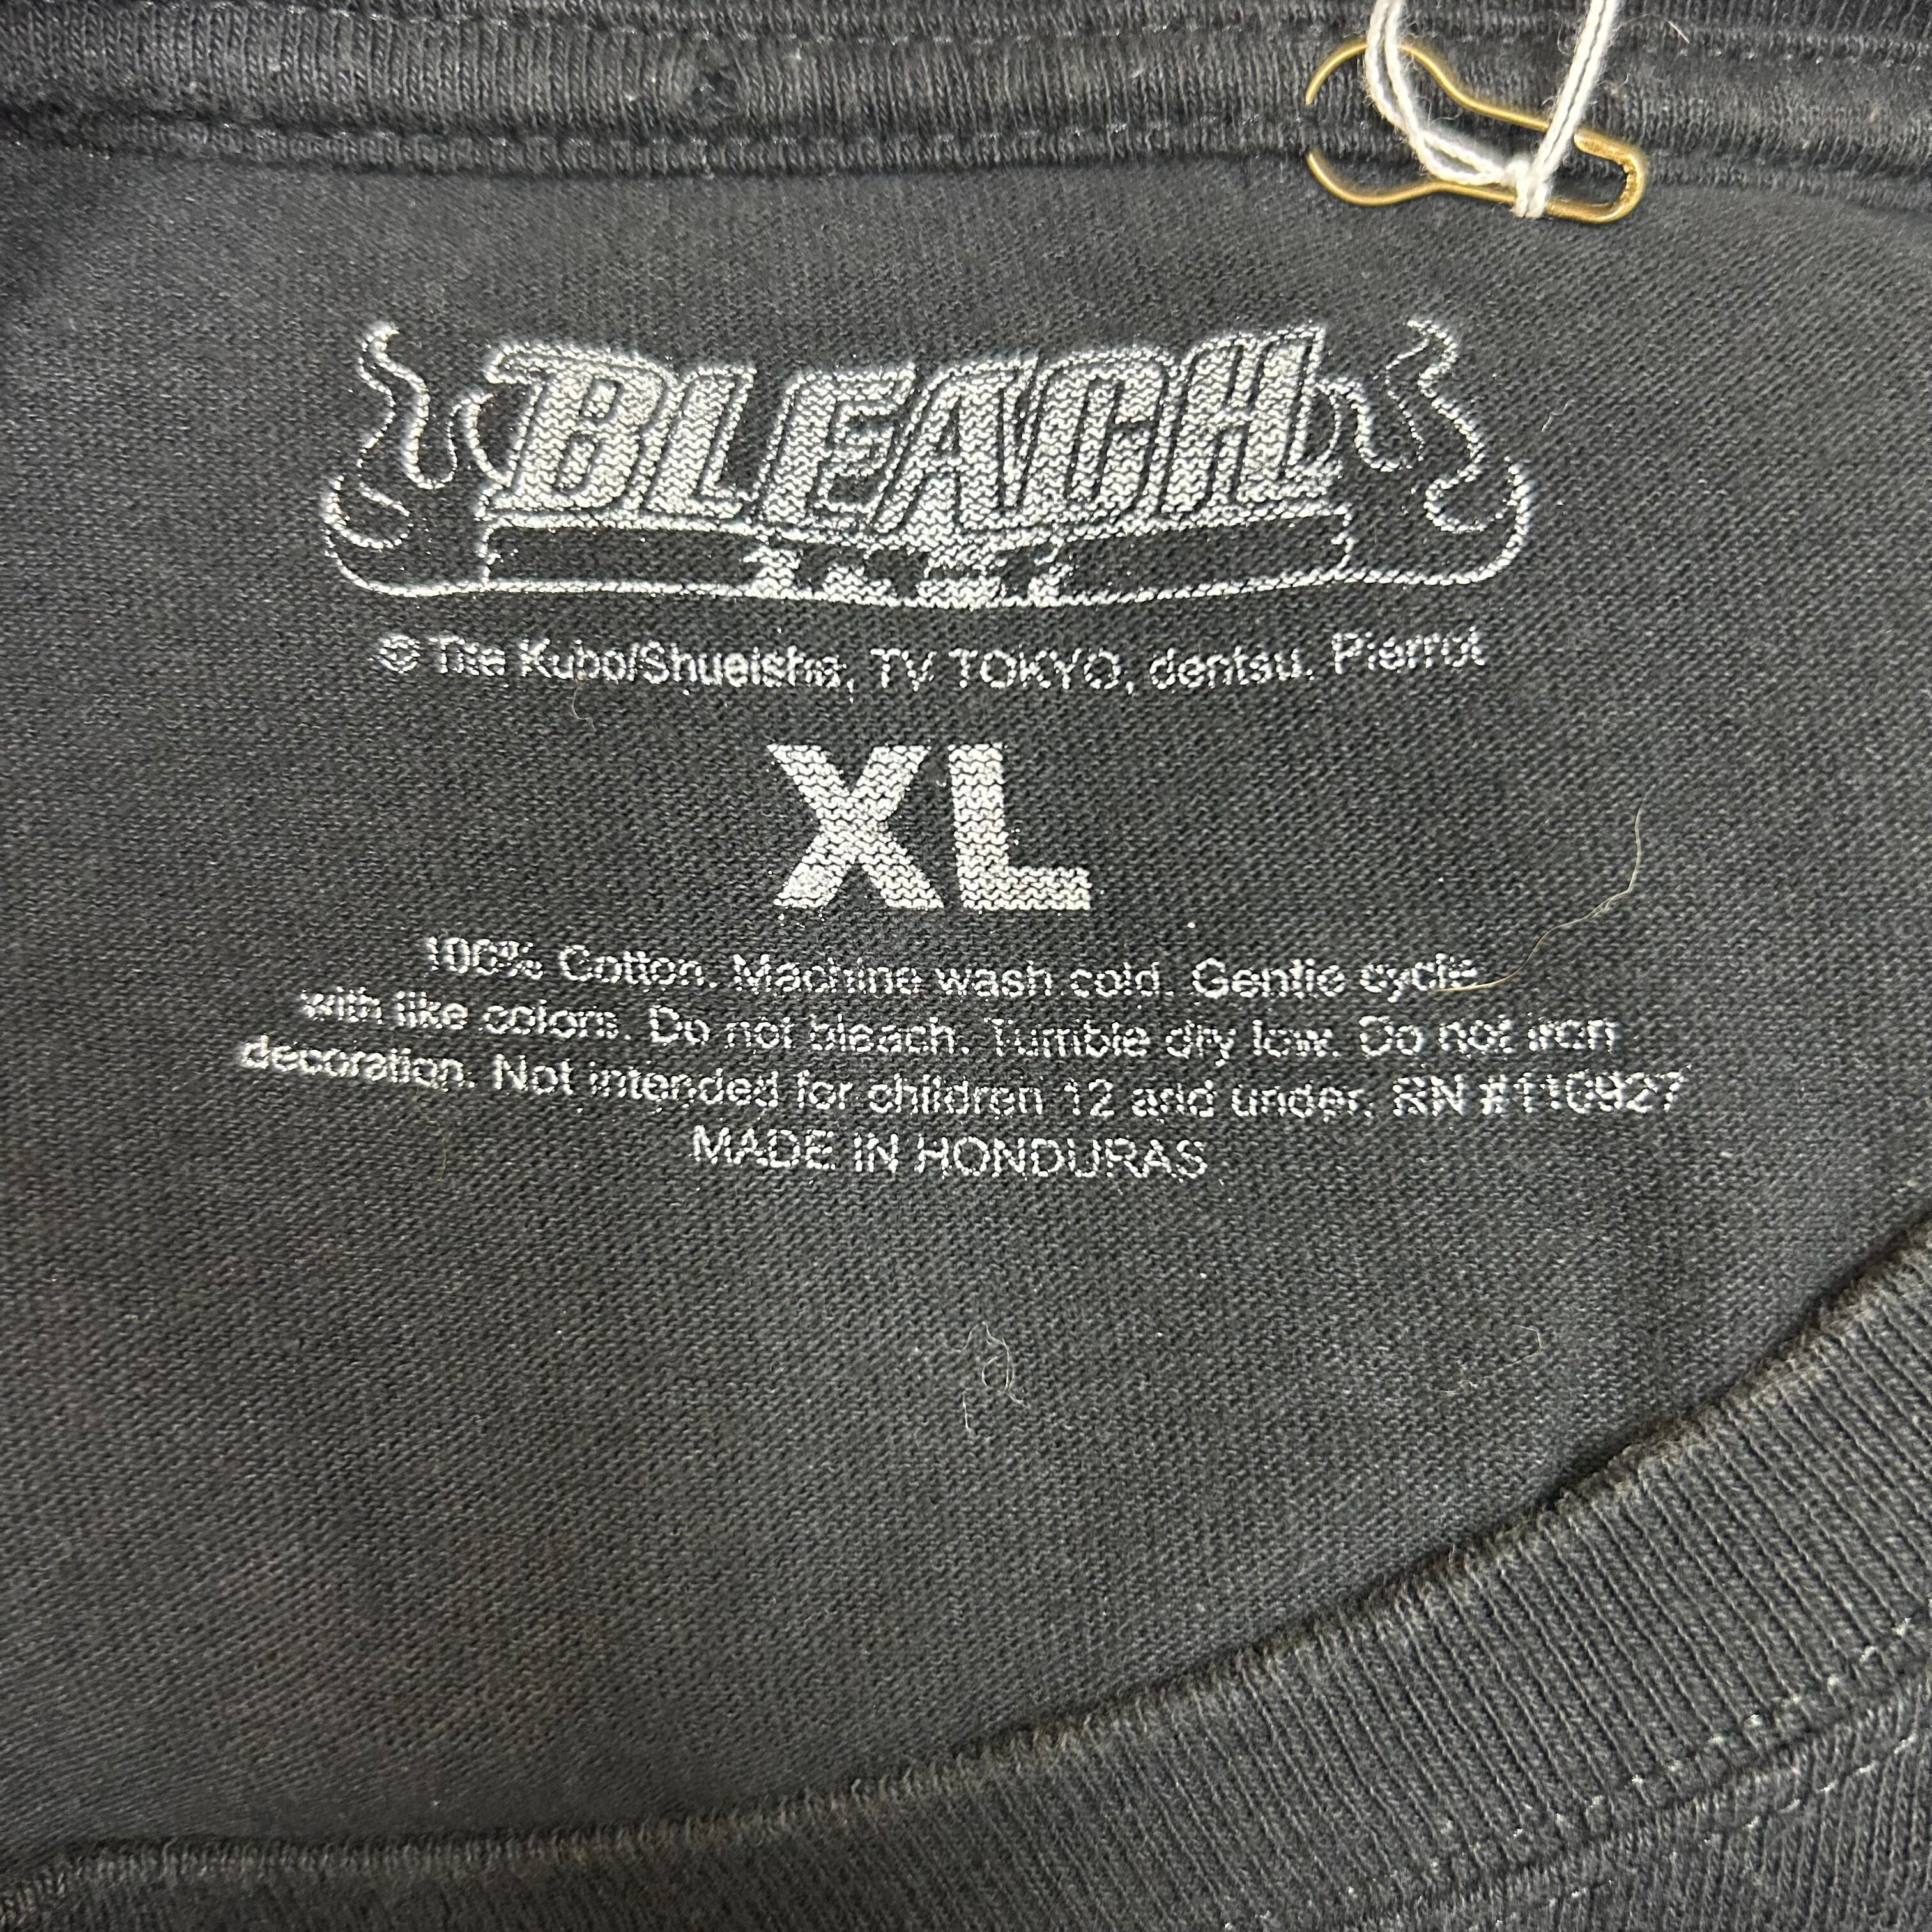 BLEACH
© Tite Kubo/Shueisha, TV TOKYO, dentsu, Pierrot
XL
100% Cotton. Machine wash cold. Gentle cycle
with like colors. Do not bleach. Tumble dry low. Do not iron
decoration. Not intended for children 12 and under. RN #110927
MADE IN HONDURAS